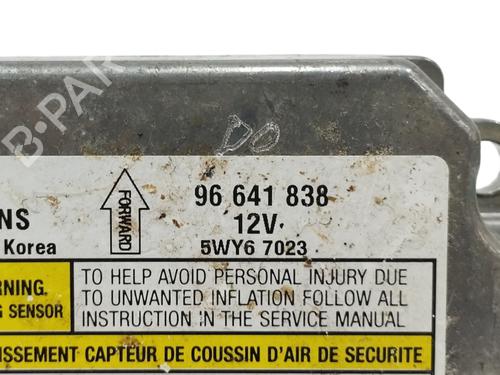 B-PAR
DO
NS
Korea
FORWARD
96 641 838
12V
5WY6 7023
RNING.
G SENSOR
TO HELP AVOID PERSONAL INJURY DUE
TO UNWANTED INFLATION FOLLOW ALL
INSTRUCTION IN THE SERVICE MANUAL
ISSEMENT CAPTEUR DE COUSSIN D'AIR DE SECURITE